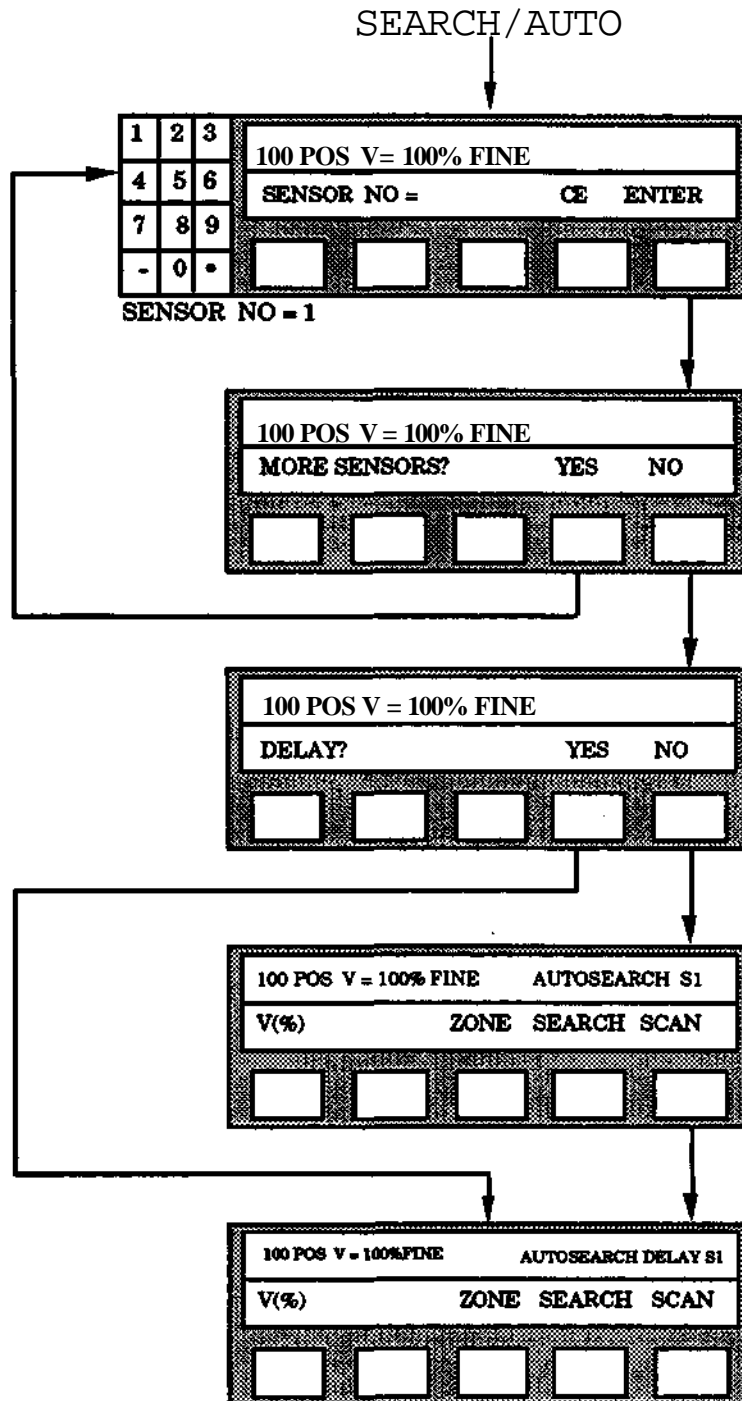 SEARCH/AUTO
1 2 3
4 5 6
7 8 9
- 0 •
100 POS V= 100% FINE
SENSOR NO = CE ENTER
SENSOR NO = 1
100 POS V = 100% FINE
MORE SENSORS? YES NO
100 POS V = 100% FINE
DELAY? YES NO
100 POS V = 100% FINE AUTOSEARCH S1
V(%) ZONE SEARCH SCAN
100 POS V = 100%FINE AUTOSEARCH DELAY S1
V(%) ZONE SEARCH SCAN